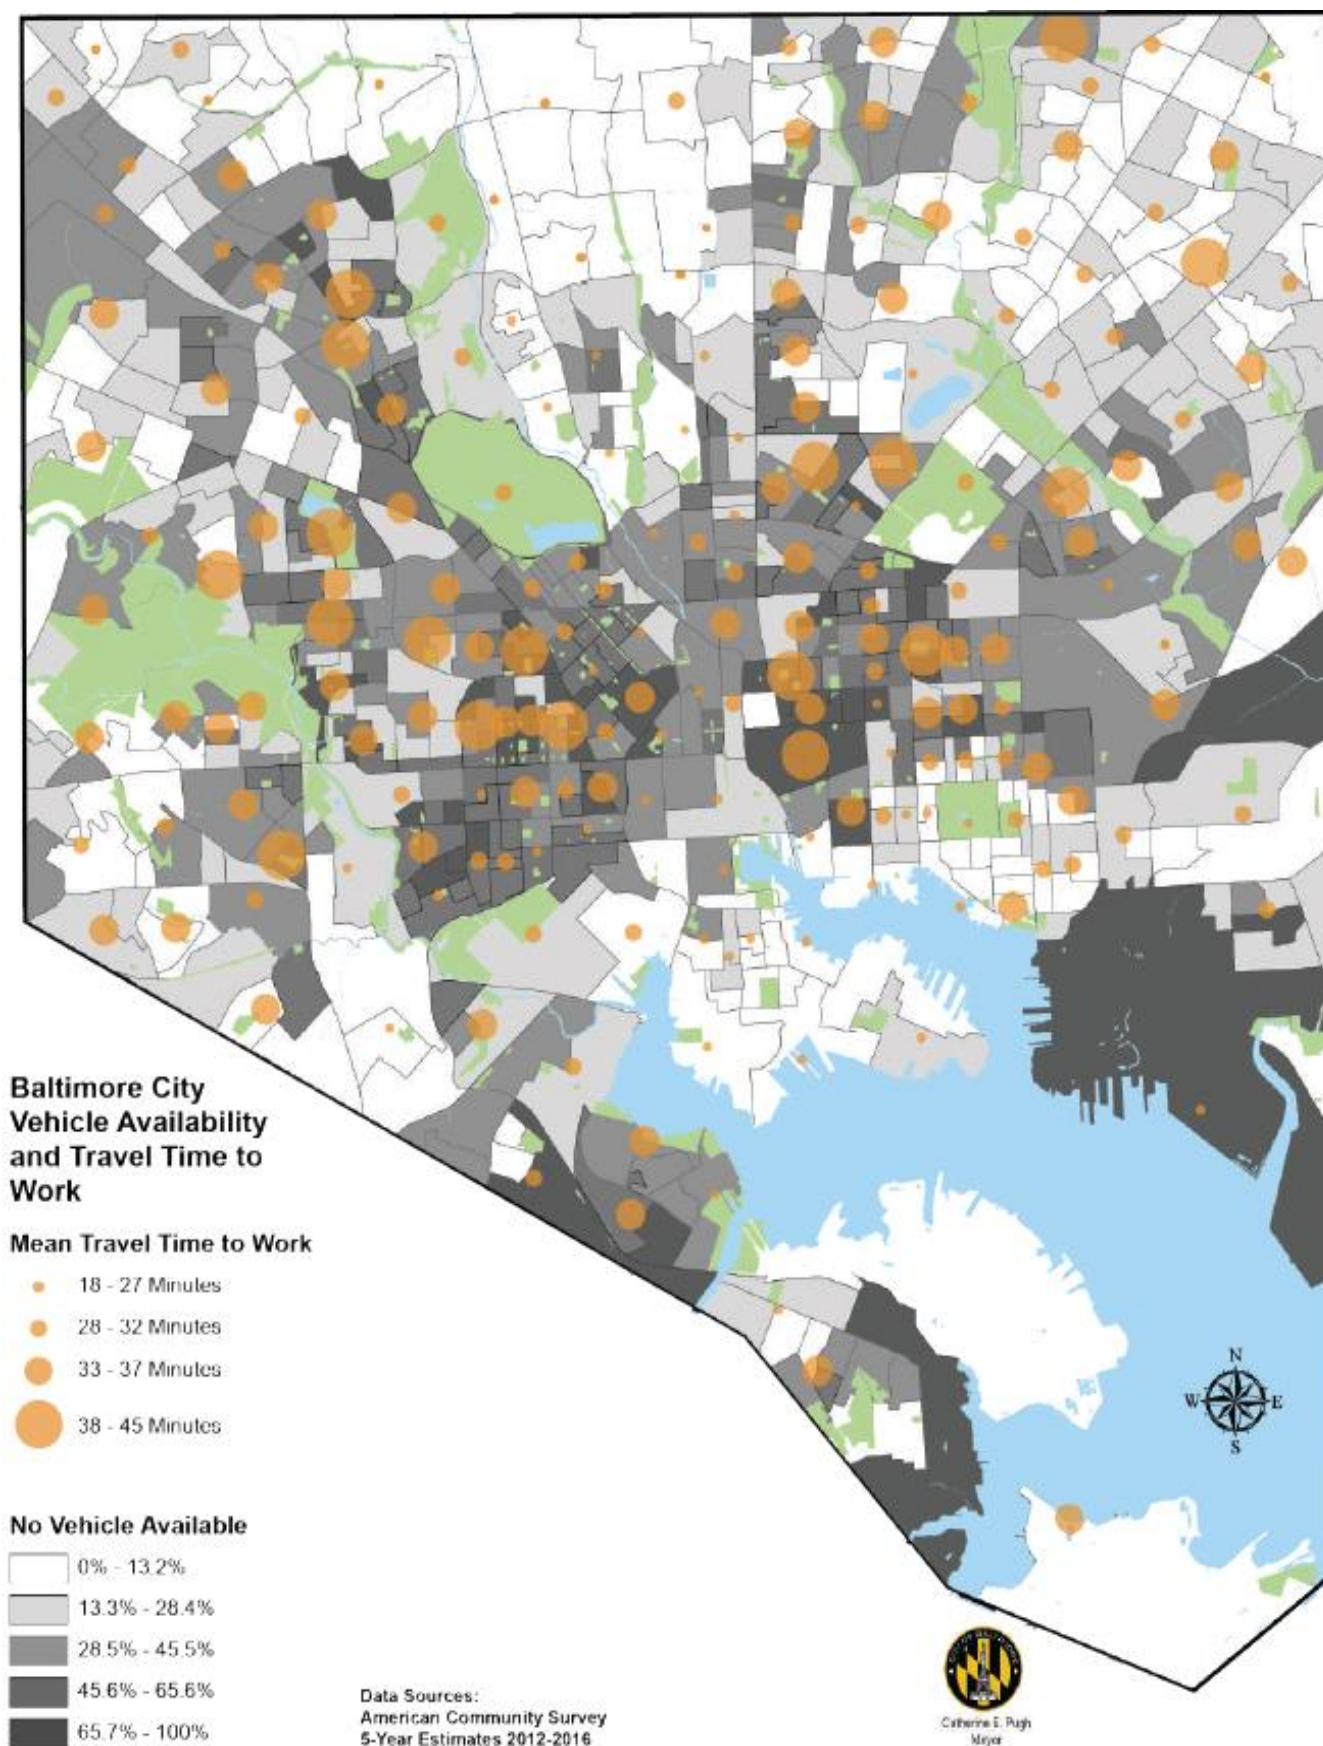 Baltimore City
Vehicle Availability
and Travel Time to
Work
Mean Travel Time to Work
18 - 27 Minutes
28 - 32 Minutes
33 - 37 Minutes
38 - 45 Minutes
No Vehicle Available
0% - 13.2%
13.3% - 28.4%
28.5% - 45.5%
45.6% - 65.6%
65.7% - 100%
Data Sources:
American Community Survey
5-Year Estimates 2012-2016
N
W E
S
Catherine E. Pugh
Mayor